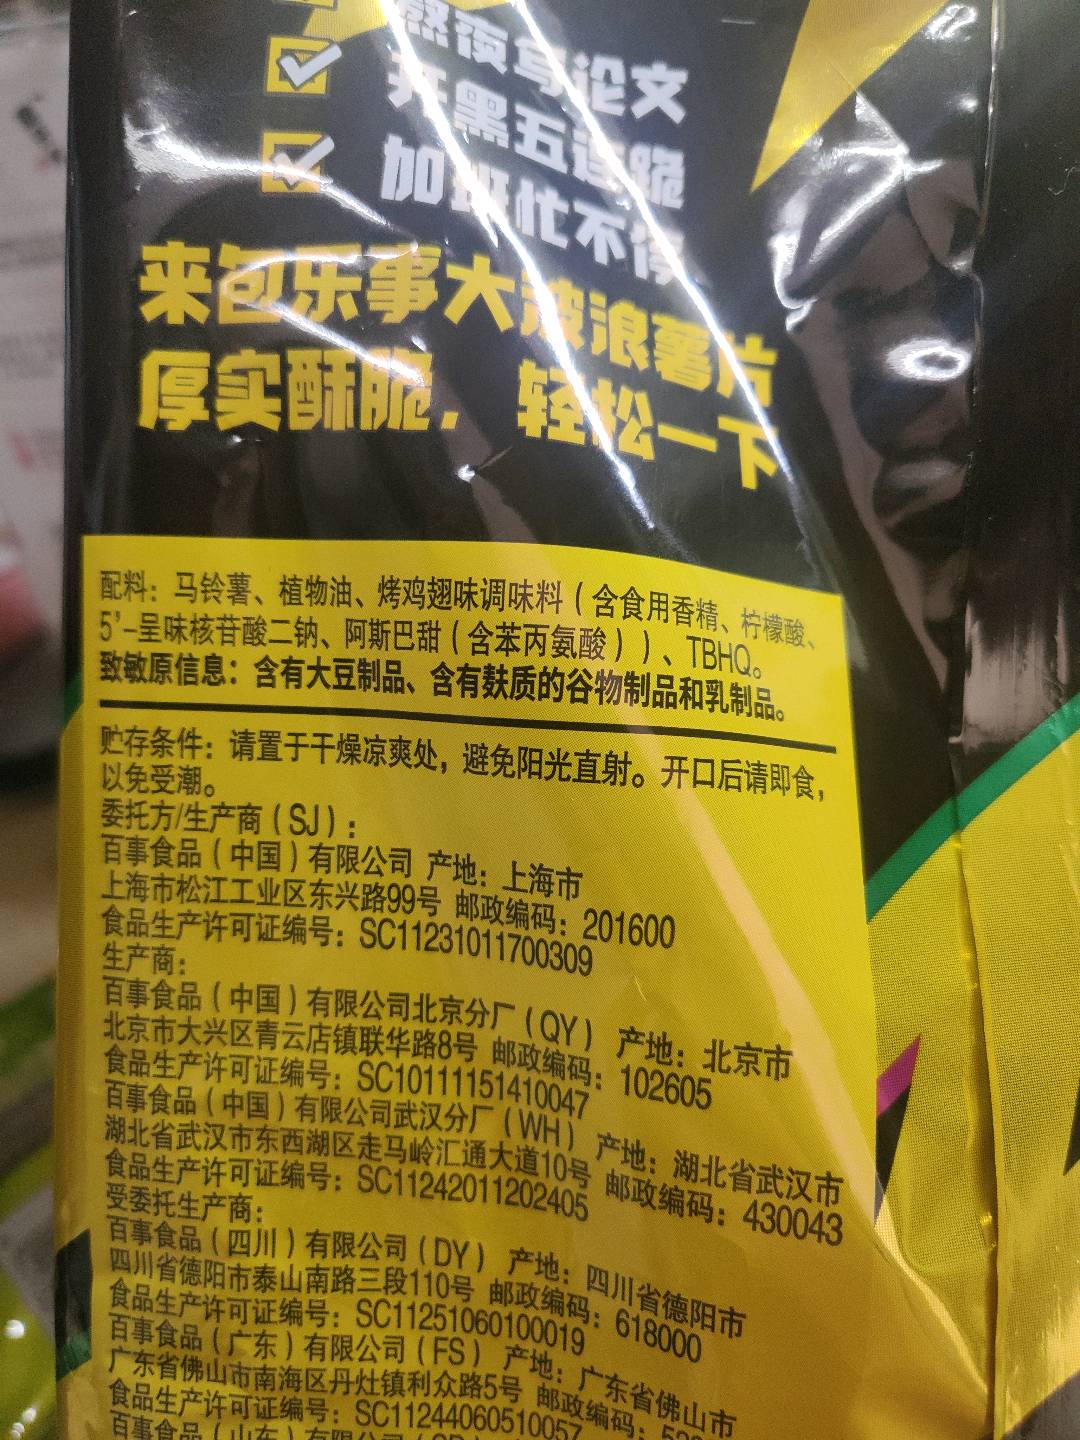 熬夜写论文
开黑五连跪
加班忙不停
来包乐事大波浪薯片
厚实酥脆，轻松一下
配料：马铃薯、植物油、烤鸡翅味调味料（含食用香精、柠檬酸、
5’-呈味核苷酸二钠、阿斯巴甜（含苯丙氨酸））、TBHQ。
致敏原信息：含有大豆制品、含有麸质的谷物制品和乳制品。
贮存条件：请置于干燥凉爽处，避免阳光直射。开口后请即食，
以免受潮。
委托方/生产商（SJ）：
百事食品（中国）有限公司 产地：上海市
上海市松江工业区东兴路99号 邮政编码：201600
食品生产许可证编号：SC11231011700309
生产商：
百事食品（中国）有限公司北京分厂（QY） 产地：北京市
北京市大兴区青云店镇联华路8号 邮政编码：102605
食品生产许可证编号：SC10111151410047
百事食品（中国）有限公司武汉分厂（WH） 产地：湖北省武汉市
湖北省武汉市东西湖区走马岭汇通大道10号 邮政编码：430043
食品生产许可证编号：SC11242011202405
受委托生产商：
百事食品（四川）有限公司（DY） 产地：四川省德阳市
四川省德阳市泰山南路三段110号 邮政编码：618000
食品生产许可证编号：SC11251060100019
百事食品（广东）有限公司（FS） 产地：广东省佛山市
广东省佛山市南海区丹灶镇利众路5号 邮政编码：
食品生产许可证编号：SC11244060510057
百事食品（山东）有限公司